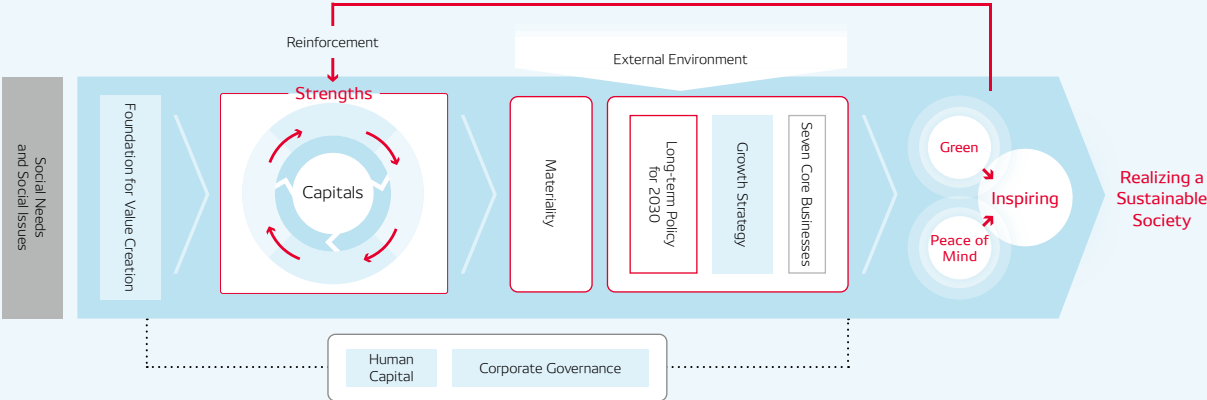 Reinforcement
External Environment
Social Needs
and Social Issues
Foundation for Value Creation
Strengths
Capitals
Materiality
Long-term Policy
for 2030
Growth Strategy
Seven Core Businesses
Green
Peace of
Mind
Inspiring
Realizing a
Sustainable
Society
Human
Capital
Corporate Governance